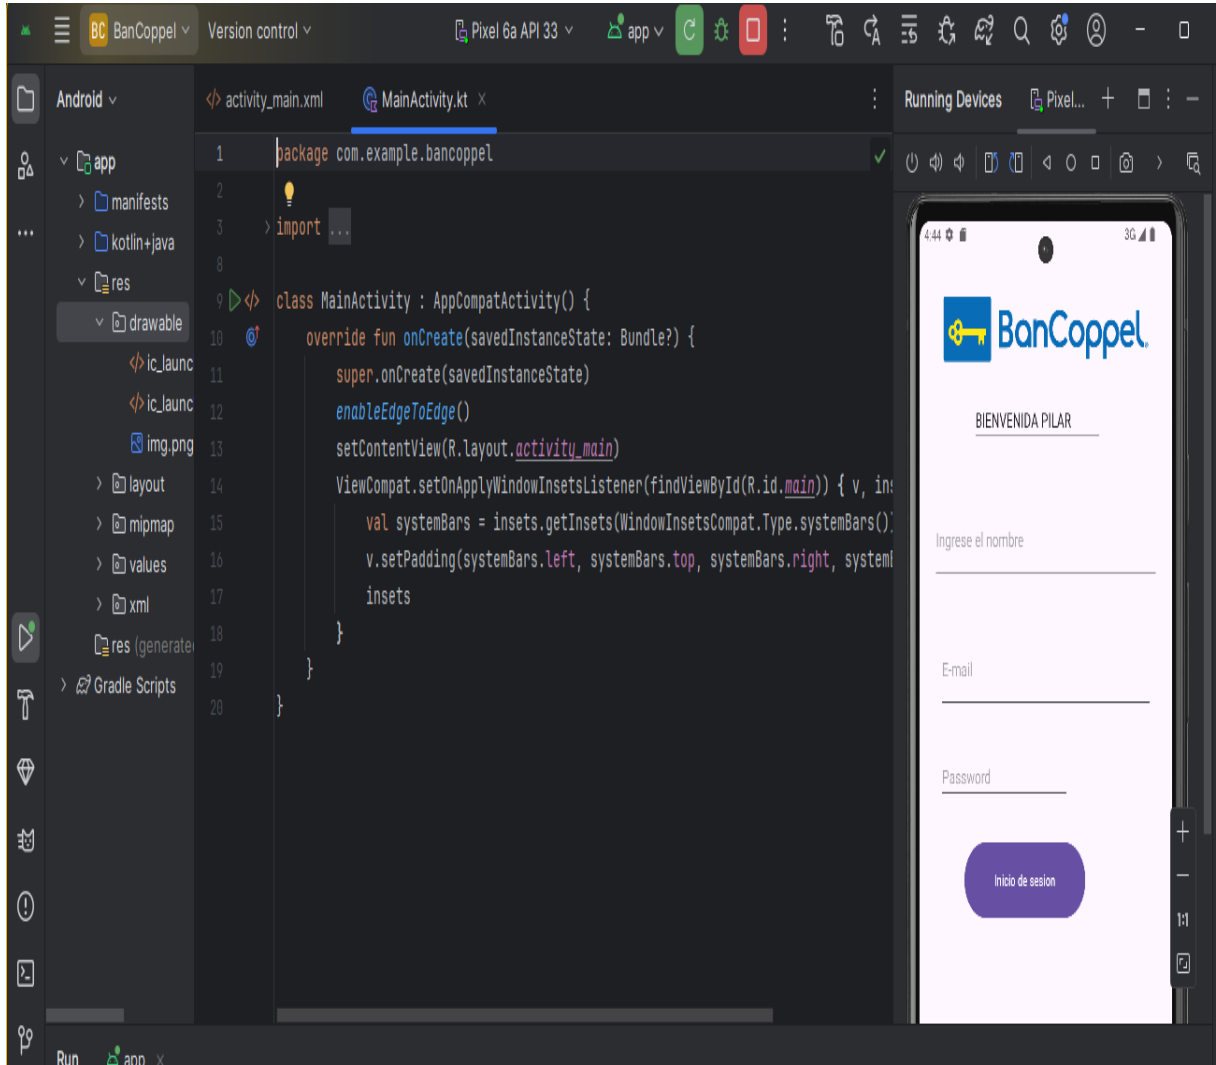 BC BanCoppel Version control Pixel 6a API 33 app
Android
activity_main.xml MainActivity.kt
Running Devices Pixel...
app
manifests
kotlin+java
res
drawable
ic_launc
ic_launc
img.png
layout
mipmap
values
xml
res (generate
Gradle Scripts
1 package com.example.bancoppel
2
3 import ...
8
9 class MainActivity : AppCompatActivity() {
10 override fun onCreate(savedInstanceState: Bundle?) {
11 super.onCreate(savedInstanceState)
12 enableEdgeToEdge()
13 setContentView(R.layout.activity_main)
14 ViewCompat.setOnApplyWindowInsetsListener(findViewById(R.id.main)) { v, ins
15 val systemBars = insets.getInsets(WindowInsetsCompat.Type.systemBars())
16 v.setPadding(systemBars.left, systemBars.top, systemBars.right, system
17 insets
18 }
19 }
20 }
4:44 3G
BanCoppel.
BIENVENIDA PILAR
Ingrese el nombre
E-mail
Password
Inicio de sesion
1:1
Run app